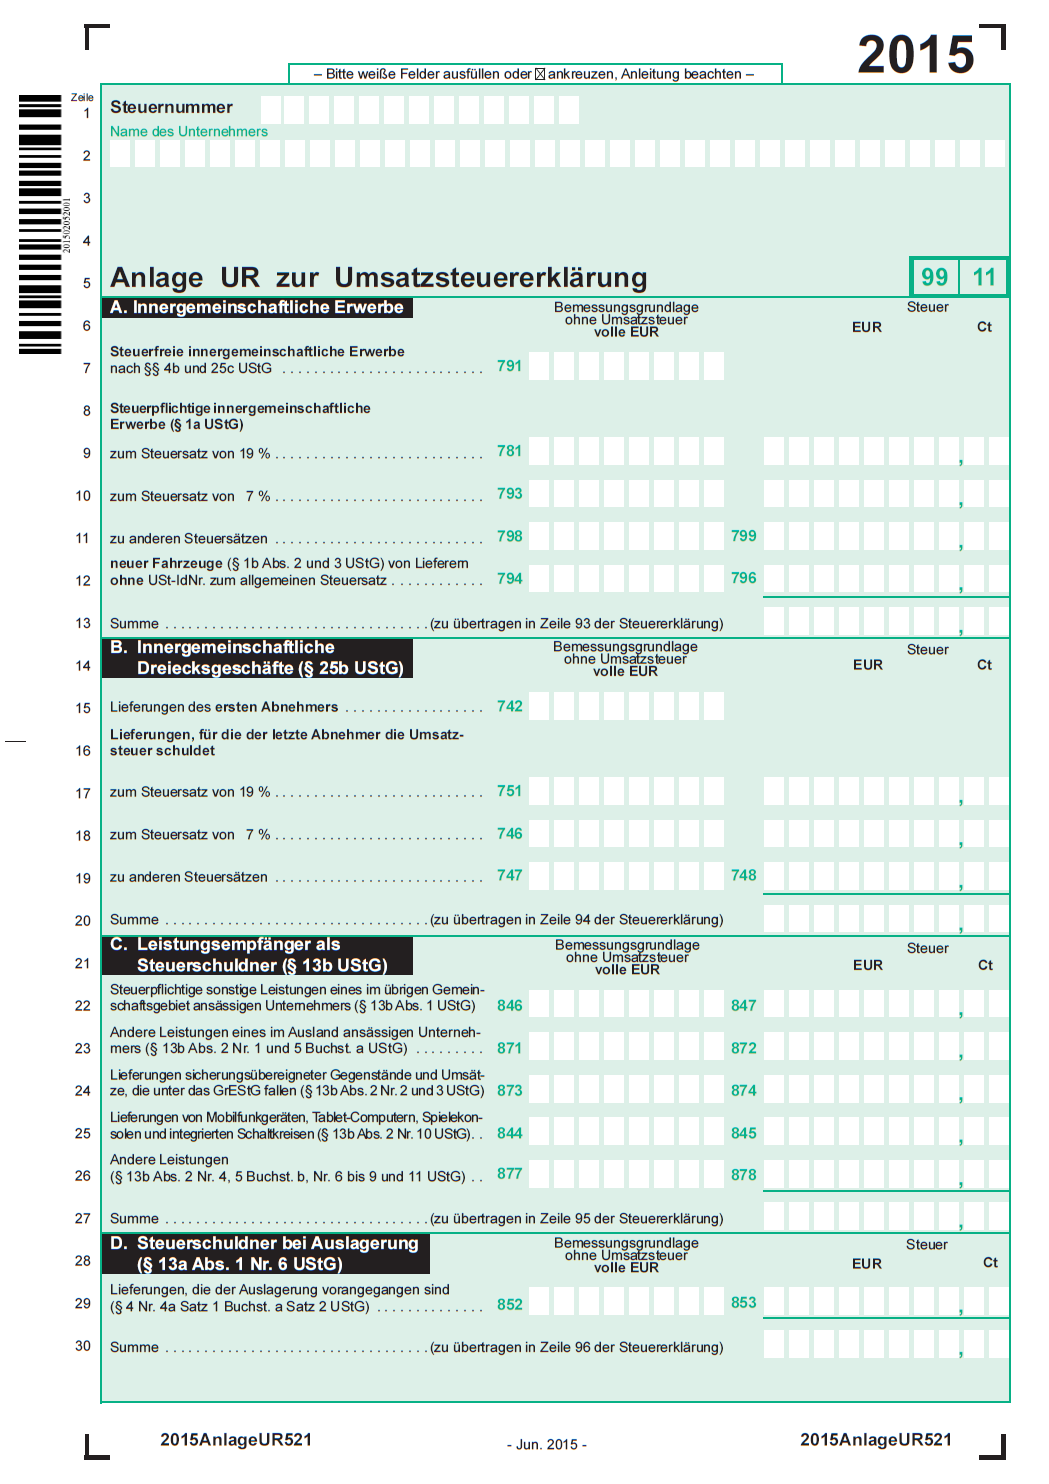 2015
– Bitte weiße Felder ausfüllen oder ☒ ankreuzen, Anleitung beachten –
Zeile
1 Steuernummer
Name des Unternehmers
2
3
201502052001
4
5 Anlage UR zur Umsatzsteuererklärung 99 11
A. Innergemeinschaftliche Erwerbe Bemessungsgrundlage ohne Umsatzsteuer volle EUR Steuer
6 EUR Ct
Steuerfreie innergemeinschaftliche Erwerbe
7 nach §§ 4b und 25c UStG . . . . . . . . . . . . . . . . . . . . . . . . . . 791
8 Steuerpflichtige innergemeinschaftliche
Erwerbe (§ 1a UStG)
9 zum Steuersatz von 19 % . . . . . . . . . . . . . . . . . . . . . . . . . . . 781 ,
10 zum Steuersatz von 7 % . . . . . . . . . . . . . . . . . . . . . . . . . . . 793 ,
11 zu anderen Steuersätzen . . . . . . . . . . . . . . . . . . . . . . . . . . . 798 799 ,
neuer Fahrzeuge (§ 1b Abs. 2 und 3 UStG) von Lieferern
12 ohne USt-IdNr. zum allgemeinen Steuersatz . . . . . . . . . . . . 794 796 ,
13 Summe . . . . . . . . . . . . . . . . . . . . . . . . . . . . . . . . . . (zu übertragen in Zeile 93 der Steuererklärung) ,
B. Innergemeinschaftliche Bemessungsgrundlage ohne Umsatzsteuer volle EUR Steuer
14 Dreiecksgeschäfte (§ 25b UStG) EUR Ct
15 Lieferungen des ersten Abnehmers . . . . . . . . . . . . . . . . . . 742
Lieferungen, für die der letzte Abnehmer die Umsatz-
16 steuer schuldet
17 zum Steuersatz von 19 % . . . . . . . . . . . . . . . . . . . . . . . . . . . 751 ,
18 zum Steuersatz von 7 % . . . . . . . . . . . . . . . . . . . . . . . . . . . 746 ,
19 zu anderen Steuersätzen . . . . . . . . . . . . . . . . . . . . . . . . . . . 747 748 ,
20 Summe . . . . . . . . . . . . . . . . . . . . . . . . . . . . . . . . . . (zu übertragen in Zeile 94 der Steuererklärung) ,
C. Leistungsempfänger als Bemessungsgrundlage ohne Umsatzsteuer volle EUR Steuer
21 Steuerschuldner (§ 13b UStG) EUR Ct
Steuerpflichtige sonstige Leistungen eines im übrigen Gemein-
22 schaftsgebiet ansässigen Unternehmers (§ 13b Abs. 1 UStG) 846 847 ,
Andere Leistungen eines im Ausland ansässigen Unterneh-
23 mers (§ 13b Abs. 2 Nr. 1 und 5 Buchst. a UStG) . . . . . . . . . 871 872 ,
Lieferungen sicherungsübereigneter Gegenstände und Umsät-
24 ze, die unter das GrEStG fallen (§ 13b Abs. 2 Nr. 2 und 3 UStG) 873 874 ,
Lieferungen von Mobilfunkgeräten, Tablet-Computern, Spielekon-
25 solen und integrierten Schaltkreisen (§ 13b Abs. 2 Nr. 10 UStG) . . 844 845 ,
Andere Leistungen
26 (§ 13b Abs. 2 Nr. 4, 5 Buchst. b, Nr. 6 bis 9 und 11 UStG) . . 877 878 ,
27 Summe . . . . . . . . . . . . . . . . . . . . . . . . . . . . . . . . . . (zu übertragen in Zeile 95 der Steuererklärung) ,
D. Steuerschuldner bei Auslagerung Bemessungsgrundlage ohne Umsatzsteuer volle EUR Steuer
28 (§ 13a Abs. 1 Nr. 6 UStG) EUR Ct
Lieferungen, die der Auslagerung vorangegangen sind
29 (§ 4 Nr. 4a Satz 1 Buchst. a Satz 2 UStG) . . . . . . . . . . . . . . 852 853 ,
30 Summe . . . . . . . . . . . . . . . . . . . . . . . . . . . . . . . . . . (zu übertragen in Zeile 96 der Steuererklärung) ,
2015AnlageUR521 - Jun. 2015 - 2015AnlageUR521